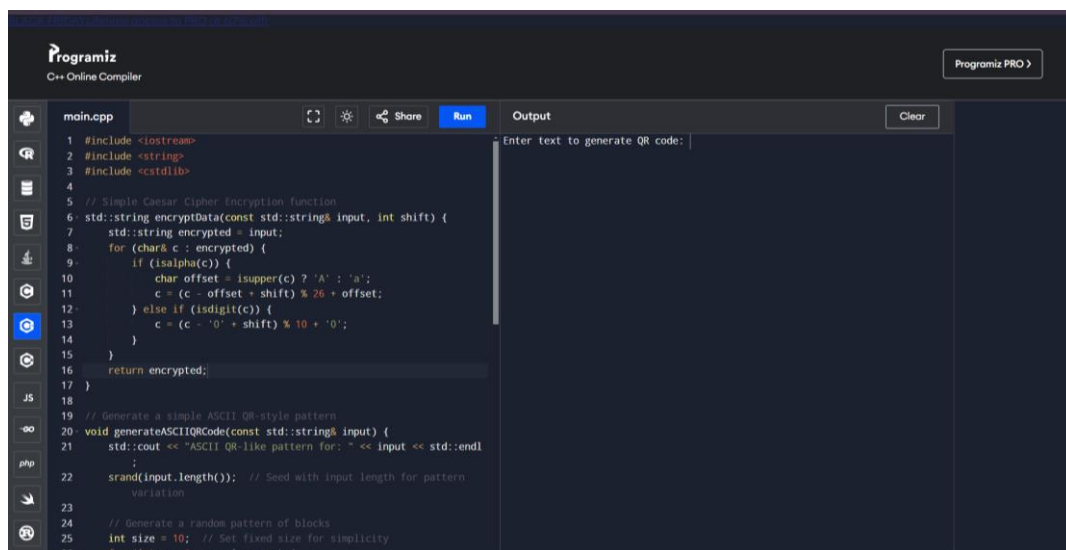 Programiz
C++ Online Compiler
Programiz PRO >
main.cpp
Share
Run
Output
Clear
1 #include <iostream>
2 #include <string>
3 #include <cstdlib>
4
5 // Simple Caesar Cipher Encryption function
6 std::string encryptData(const std::string& input, int shift) {
7     std::string encrypted = input;
8     for (char& c : encrypted) {
9         if (isalpha(c)) {
10             char offset = isupper(c) ? 'A' : 'a';
11             c = (c - offset + shift) % 26 + offset;
12         } else if (isdigit(c)) {
13             c = (c - '0' + shift) % 10 + '0';
14         }
15     }
16     return encrypted;
17 }
18
19 // Generate a simple ASCII QR-style pattern
20 void generateASCIIQRCode(const std::string& input) {
21     std::cout << "ASCII QR-like pattern for: " << input << std::endl
;
22     srand(input.length());  // Seed with input length for pattern
variation
23
24     // Generate a random pattern of blocks
25     int size = 10;  // Set fixed size for simplicity
Enter text to generate QR code:
JS
GO
php